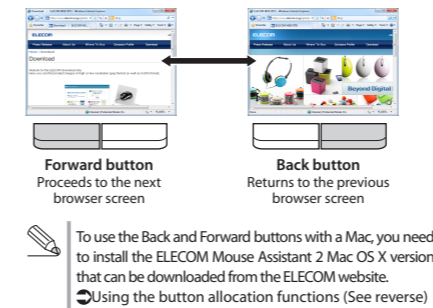 ELECOM
Download
ELECOM
Beyond Digital
Forward button
Proceeds to the next
browser screen
Back button
Returns to the previous
browser screen
To use the Back and Forward buttons with a Mac, you need
to install the ELECOM Mouse Assistant 2 Mac OS X version
that can be downloaded from the ELECOM website.
Using the button allocation functions (See reverse)